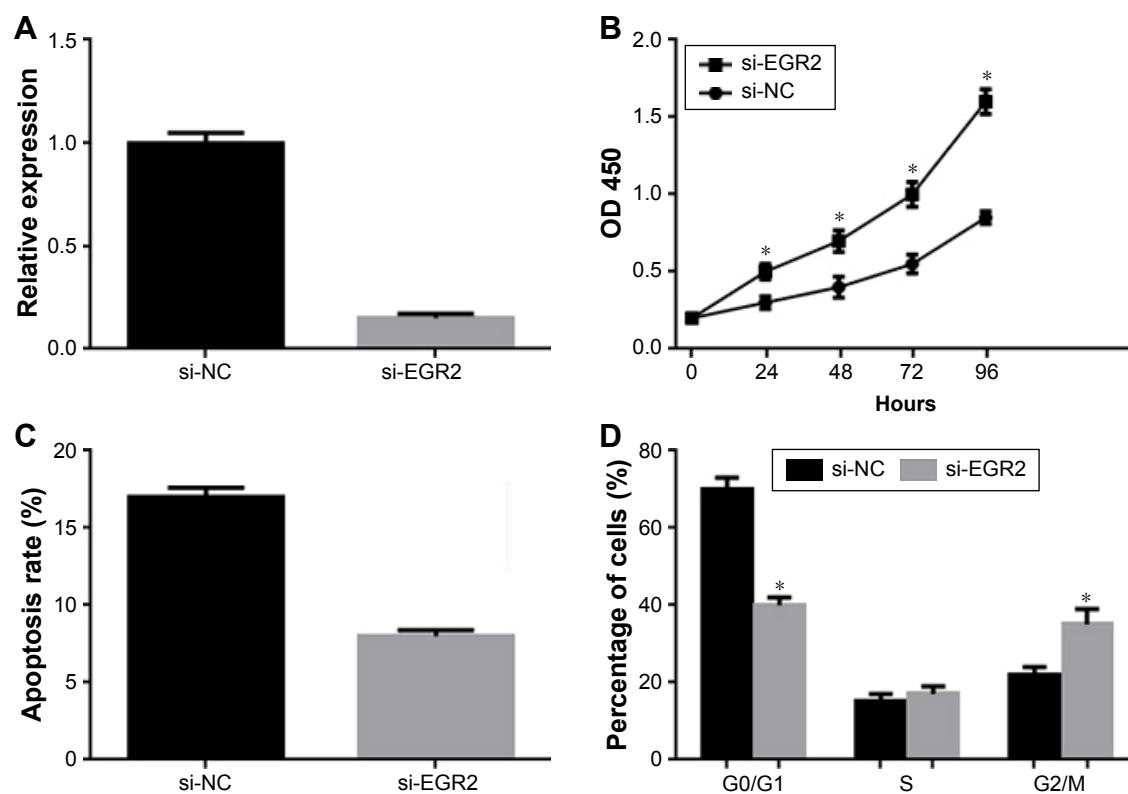 A
Relative expression
1.5
1.0
0.5
0.0
si-NC
si-EGR2
B
OD 450
2.0
1.5
1.0
0.5
0.0
si-EGR2
si-NC
*
*
*
*
0 24 48 72 96
Hours
C
Apoptosis rate (%)
20
15
10
5
0
si-NC
si-EGR2
D
Percentage of cells (%)
80
60
40
20
0
si-NC
si-EGR2
*
*
G0/G1
S
G2/M